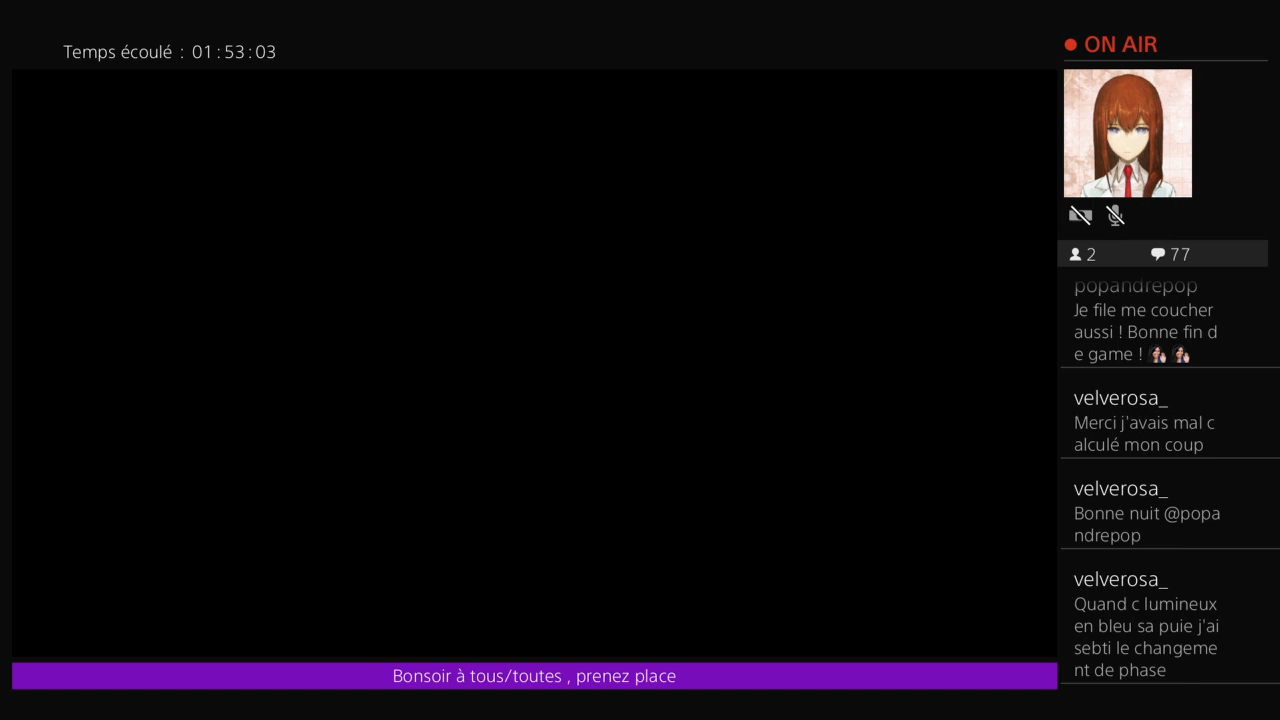 Temps écoulé : 01:53:03
ON AIR
2 77
popandrepop
Je file me coucher
aussi ! Bonne fin d
e game !
velverosa_
Merci j'avais mal c
alculé mon coup
velverosa_
Bonne nuit @popa
ndrepop
velverosa_
Quand c lumineux
en bleu sa puie j'ai
sebti le changeme
nt de phase
Bonsoir à tous/toutes , prenez place